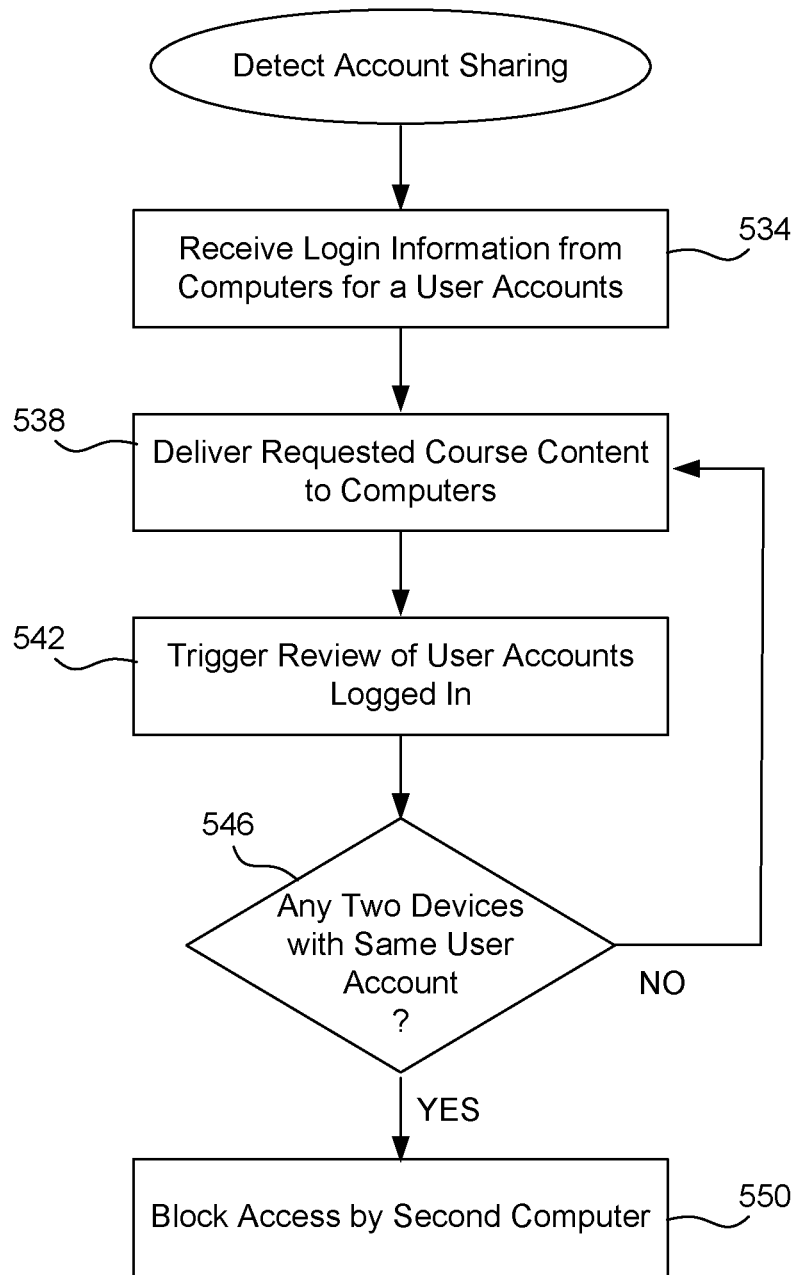 Detect Account Sharing
534
Receive Login Information from
Computers for a User Accounts
538
Deliver Requested Course Content
to Computers
542
Trigger Review of User Accounts
Logged In
546
Any Two Devices
with Same User
Account
?
NO
YES
550
Block Access by Second Computer